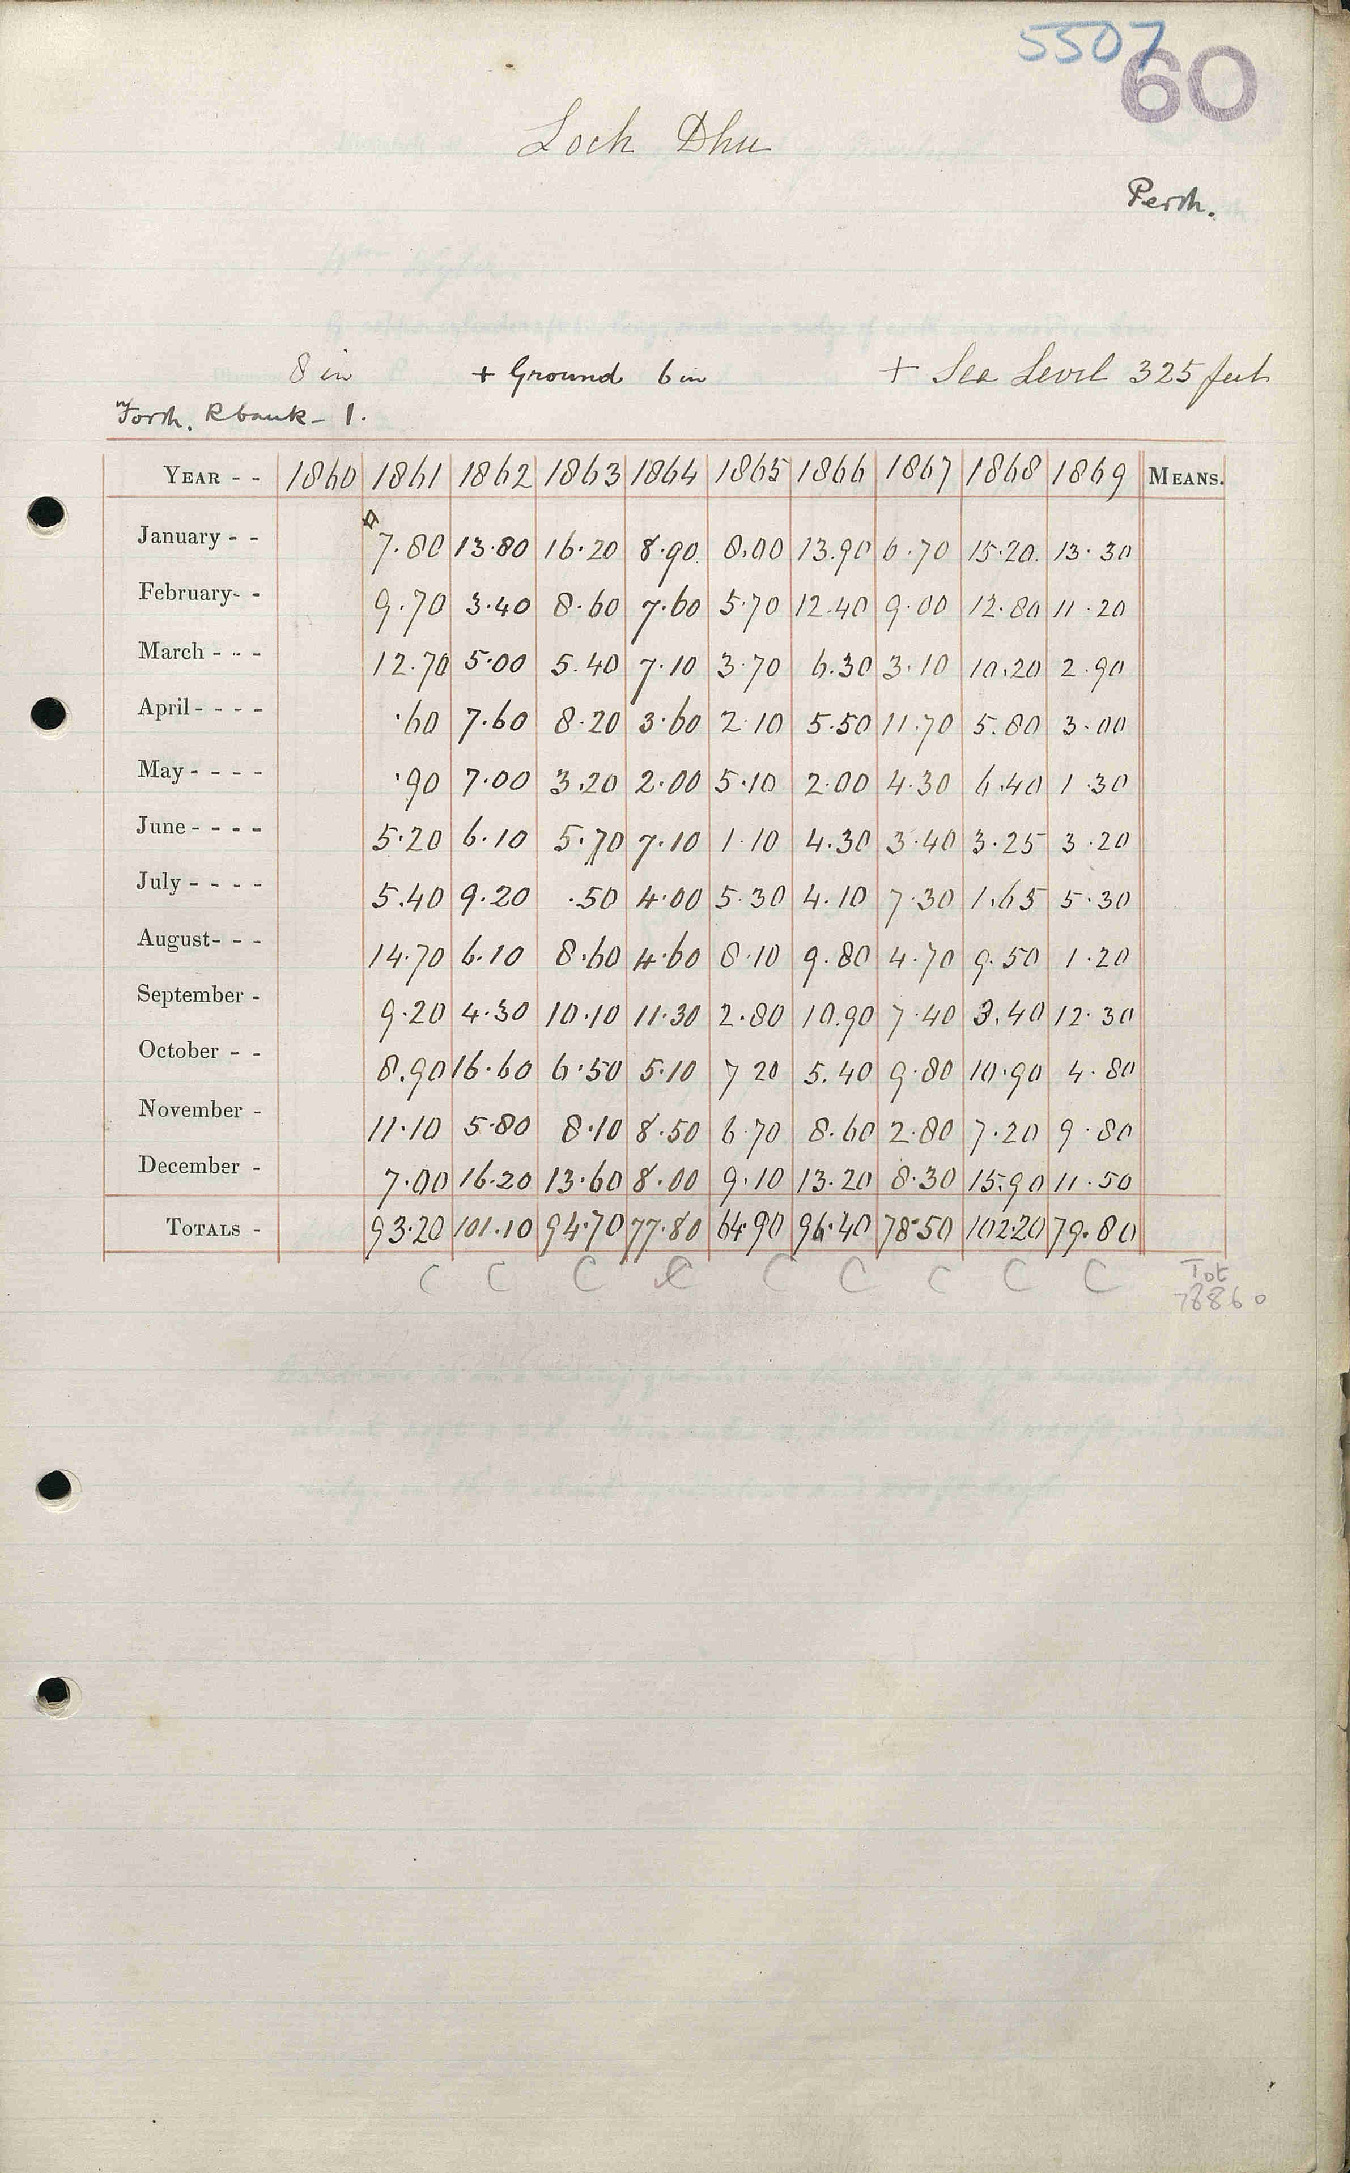 5507
60
Loch Dhu
Perth.
8 in + Ground 6 in + Sea Level 325 feet
Forth. Rbank - 1.
YEAR - - 1860 1861 1862 1863 1864 1865 1866 1867 1868 1869 MEANS.
January - - 7.80 13.80 16.20 8.90 8.00 13.90 6.70 15.20 13.30
February- - 9.70 3.40 8.60 7.60 5.70 12.40 9.00 12.80 11.20
March - - - 12.70 5.00 5.40 7.10 3.70 6.30 3.10 10.20 2.90
April - - - - .60 7.60 8.20 3.60 2.10 5.50 11.70 5.80 3.00
May - - - - .90 7.00 3.20 2.00 5.10 2.00 4.30 6.40 1.30
June - - - - 5.20 6.10 5.70 7.10 1.10 4.30 3.40 3.25 3.20
July - - - - 5.40 9.20 .50 4.00 5.30 4.10 7.30 1.65 5.30
August- - - 14.70 6.10 8.60 4.60 8.10 9.80 4.70 9.50 1.20
September - 9.20 4.30 10.10 11.30 2.80 10.90 7.40 3.40 12.30
October - - 8.90 16.60 6.50 5.10 7 20 5.40 9.80 10.90 4.80
November - 11.10 5.80 8.10 8.50 6.70 8.60 2.80 7.20 9.80
December - 7.00 16.20 13.60 8.00 9.10 13.20 8.30 15.90 11.50
TOTALS - 93.20 101.10 94.70 77.80 64.90 96.40 78.50 102.20 79.80
C C C C C C C C C Tot
78860